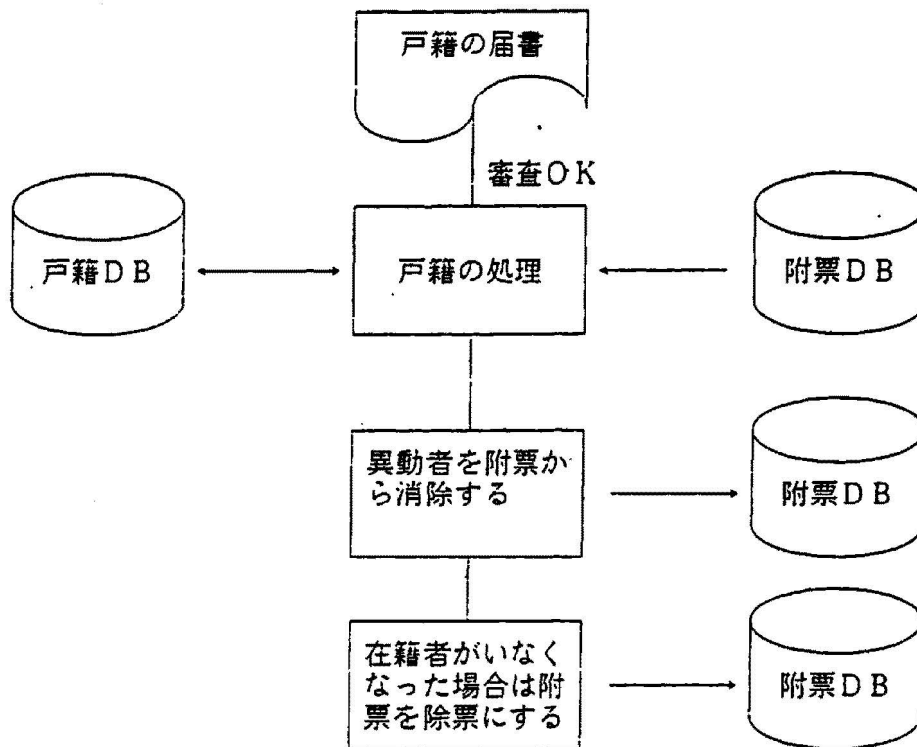 戸籍の届書
審査OK
戸籍DB
戸籍の処理
附票DB
異動者を附票か
ら消除する
附票DB
在籍者がいなく
なった場合は附
票を除票にする
附票DB